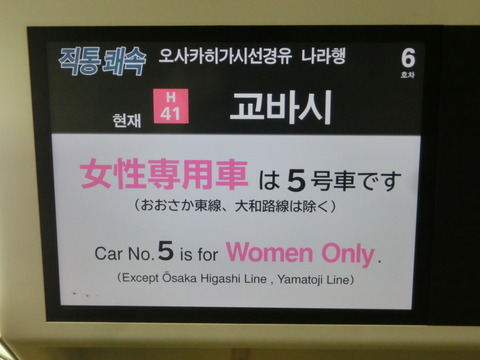 직통 쾌속 오사카히가시선경유 나라행 6
호차
현재 H 41 교바시
女性専用車 は 5 号車です
（おおさか東線、大和路線は除く）
Car No. 5 is for Women Only.
（Except Ōsaka Higashi Line , Yamatoji Line）